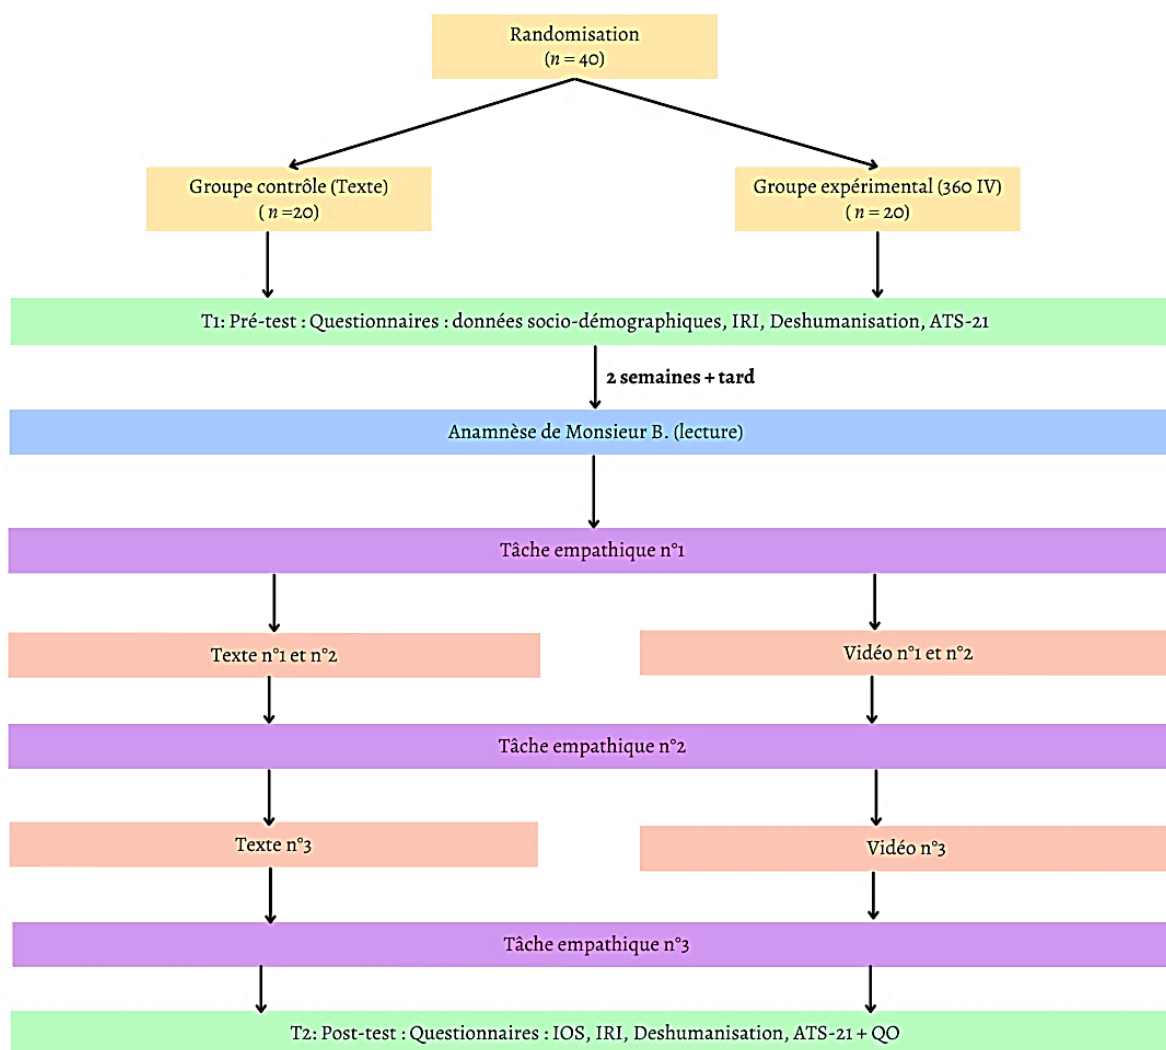 Randomisation
(n = 40)
Groupe contrôle (Texte)
( n =20)
Groupe expérimental (360 IV)
( n = 20)
T1: Pré-test : Questionnaires : données socio-démographiques, IRI, Deshumanisation, ATS-21
2 semaines + tard
Anamnèse de Monsieur B. (lecture)
Tâche empathique n°1
Texte n°1 et n°2
Vidéo n°1 et n°2
Tâche empathique n°2
Texte n°3
Vidéo n°3
Tâche empathique n°3
T2: Post-test : Questionnaires : IOS, IRI, Deshumanisation, ATS-21 + QO